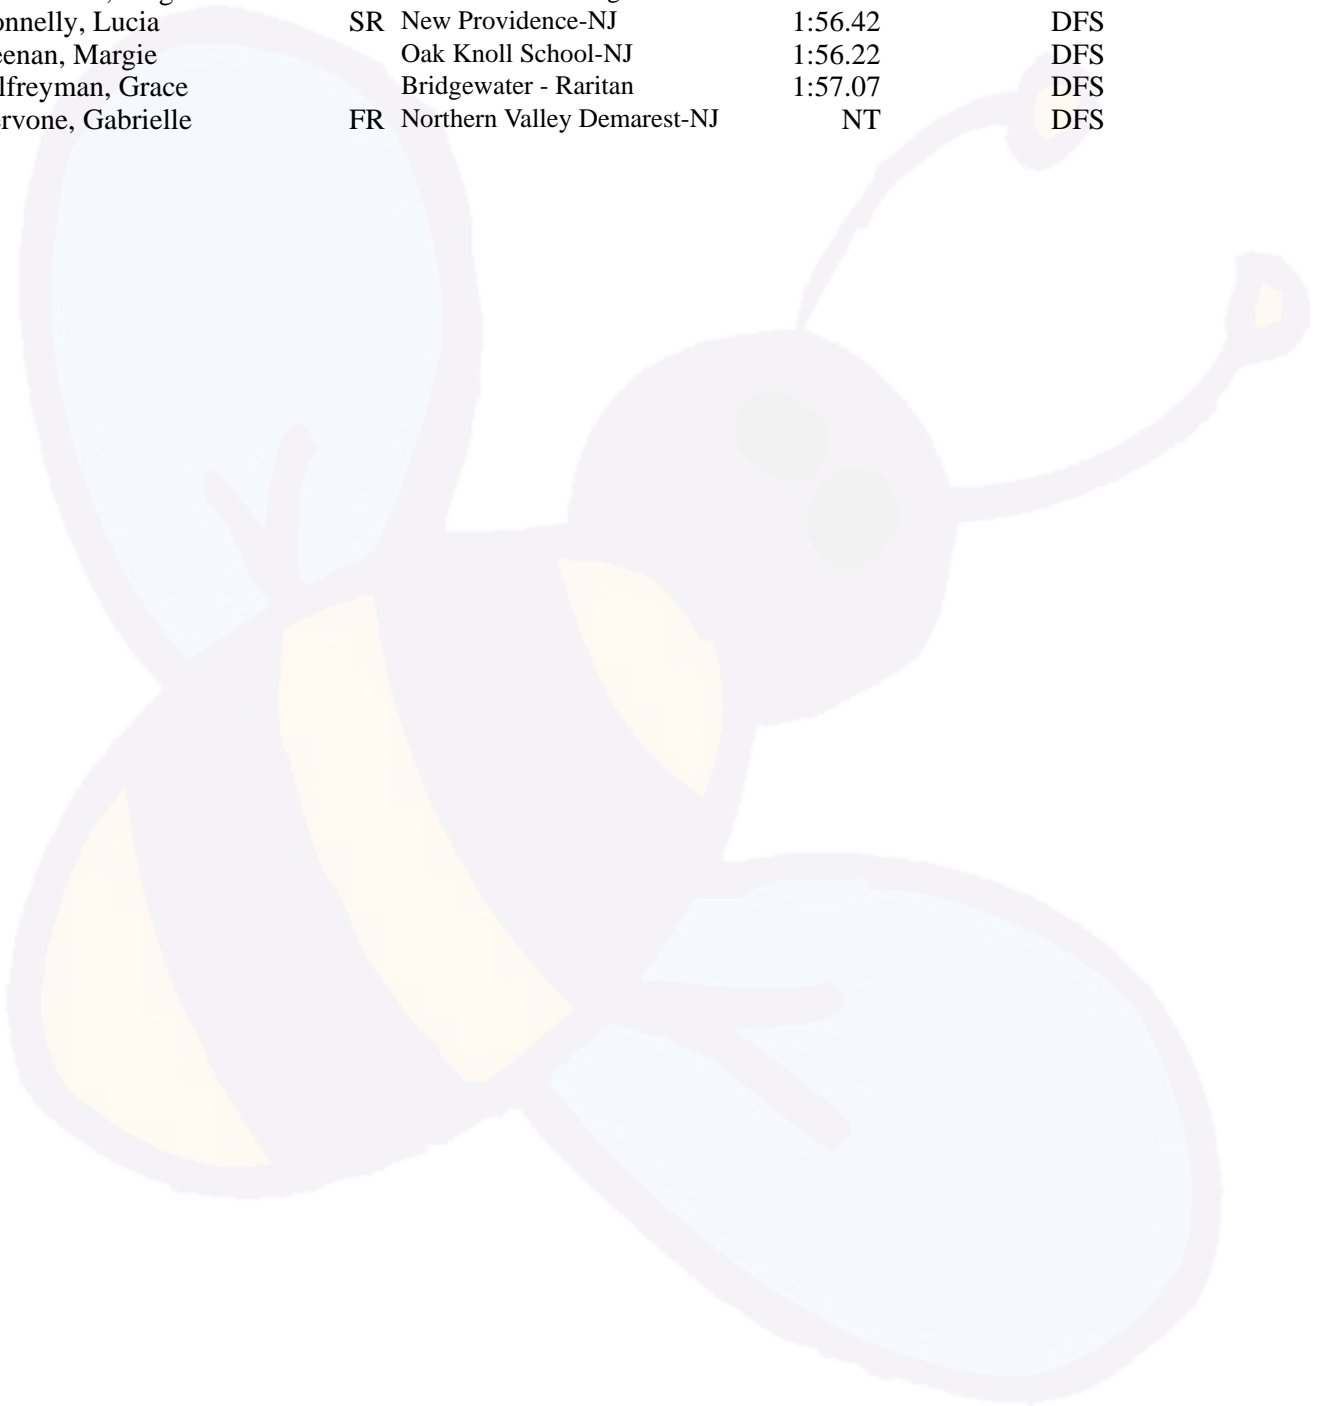 onnelly, Lucia SR New Providence-NJ 1:56.42 DFS
eenan, Margie Oak Knoll School-NJ 1:56.22 DFS
lfreyman, Grace Bridgewater - Raritan 1:57.07 DFS
ervone, Gabrielle FR Northern Valley Demarest-NJ NT DFS